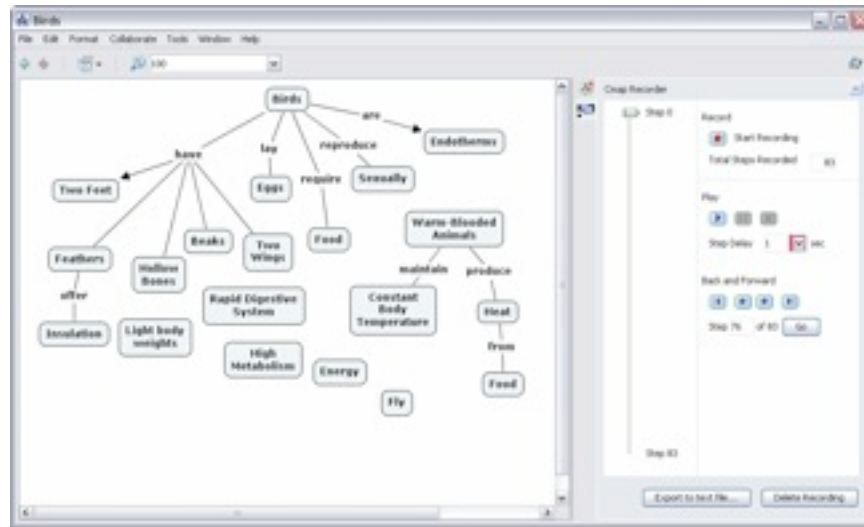 Birds
File Edit Format Collaborate Tools Window Help
100
Birds
are
Endotherms
have
lay
reproduce
require
Two Feet
Eggs
Sexually
Feathers
Hollow
Bones
Beaks
Two
Wings
Food
Warm-Blooded
Animals
maintain
produce
offer
Insulation
Light body
weights
Rapid Digestive
System
Constant
Body
Temperature
Heat
from
Food
High
Metabolism
Energy
Fly
Cmap Recorder
Step 0
Step 83
Record
Start Recording
Total Steps Recorded 83
Play
Step Delay 1 sec
Back and Forward
Step 76 of 83 Go
Export to text file... Delete Recording